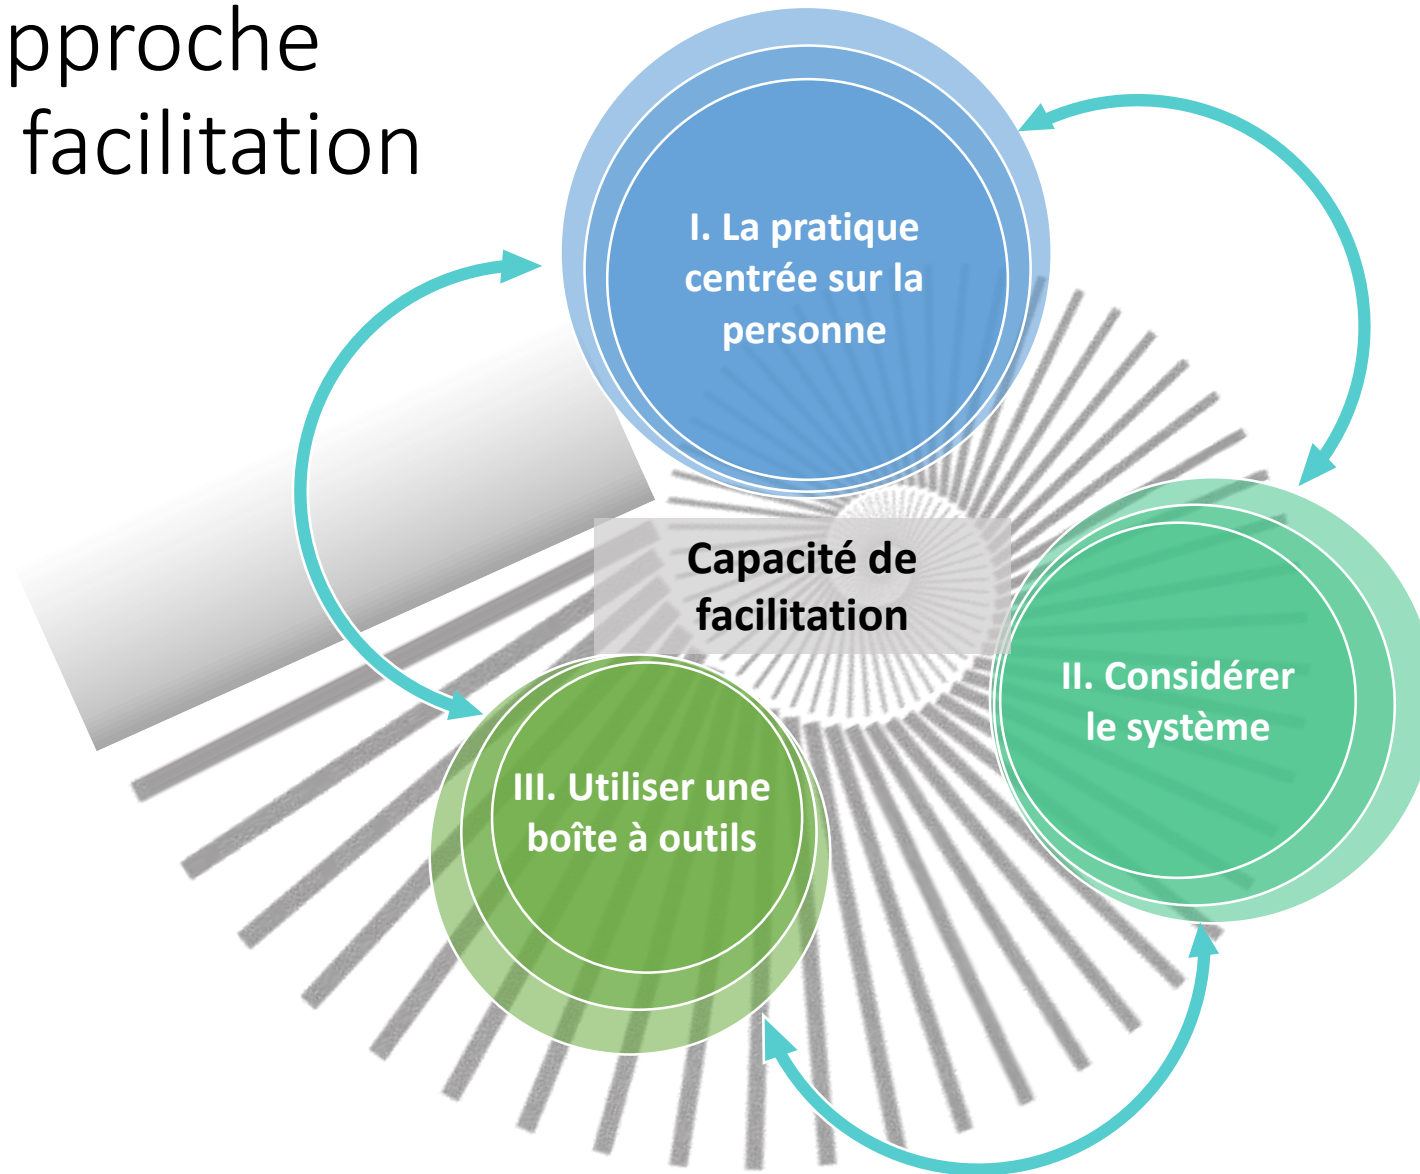 pproche
facilitation
I. La pratique
centrée sur la
personne
Capacité de
facilitation
II. Considérer
le système
III. Utiliser une
boîte à outils